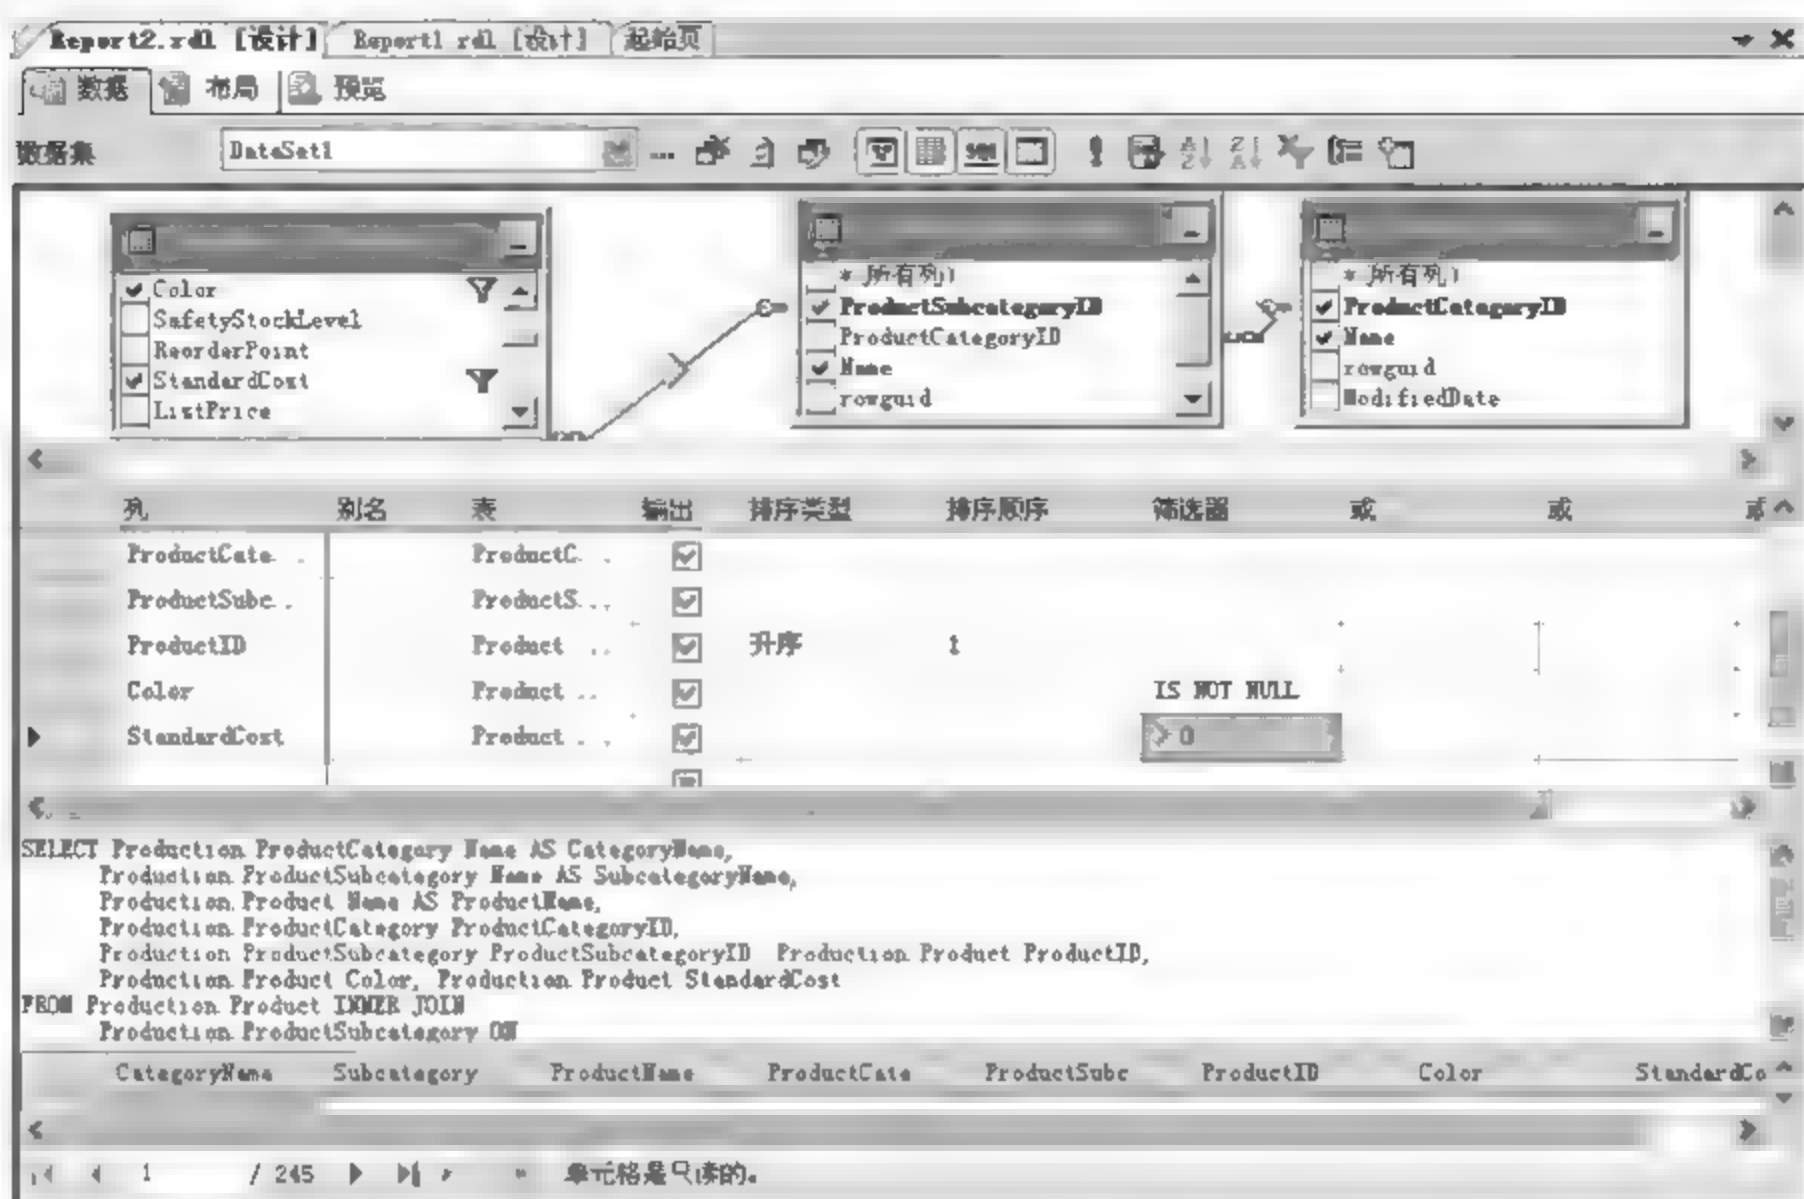 Report2.rdl [设计] Report1.rdl [设计] 起始页
数据 布局 预览
数据集 DataSet1 ...
Color
SafetyStockLevel
ReorderPoint
StandardCost
ListPrice
* (所有列)
ProductSubcategoryID
ProductCategoryID
Name
rowguid
* (所有列)
ProductCategoryID
Name
rowguid
ModifiedDate
列 别名 表 输出 排序类型 排序顺序 筛选器 或 或 或
ProductCate... ProductC...
ProductSubc... ProductS...
ProductID Product ... 升序 1
Color Product ... IS NOT NULL
StandardCost Product ... > 0
SELECT Production.ProductCategory.Name AS CategoryName,
Production.ProductSubcategory.Name AS SubcategoryName,
Production.Product.Name AS ProductName,
Production.ProductCategory.ProductCategoryID,
Production.ProductSubcategory.ProductSubcategoryID, Production.Product.ProductID,
Production.Product.Color, Production.Product.StandardCost
FROM Production.Product INNER JOIN
Production.ProductSubcategory ON
CategoryName Subcategory ProductName ProductCate ProductSubc ProductID Color StandardCo
1 / 245 单元格是只读的。